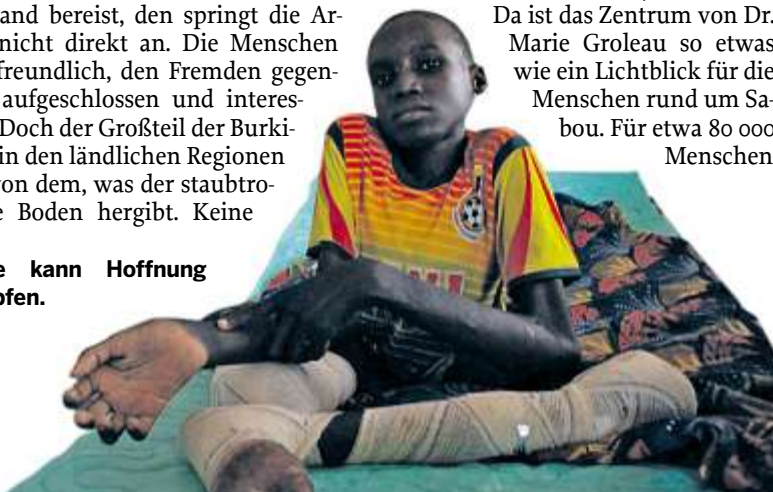 and bereist, den springt die Ar-
nicht direkt an. Die Menschen
freundlich, den Fremden gegen-
aufgeschlossen und interes-
Doch der Großteil der Burki-
in den ländlichen Regionen
von dem, was der staubtro-
e Boden hergibt. Keine
e kann Hoffnung
pfen.
Da ist das Zentrum von Dr.
Marie Groleau so etwas
wie ein Lichtblick für die
Menschen rund um Sa-
bou. Für etwa 80 000
Menschen